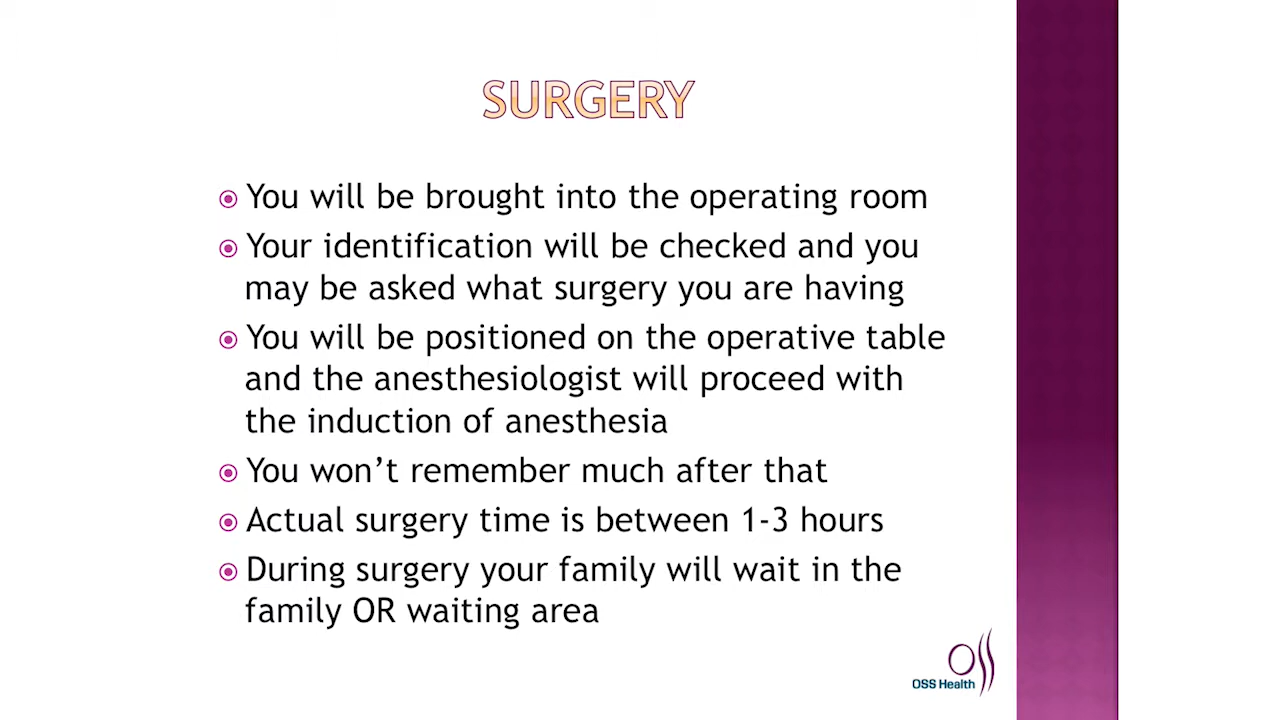 SURGERY
You will be brought into the operating room
Your identification will be checked and you
may be asked what surgery you are having
You will be positioned on the operative table
and the anesthesiologist will proceed with
the induction of anesthesia
You won’t remember much after that
Actual surgery time is between 1-3 hours
During surgery your family will wait in the
family OR waiting area
OSS Health